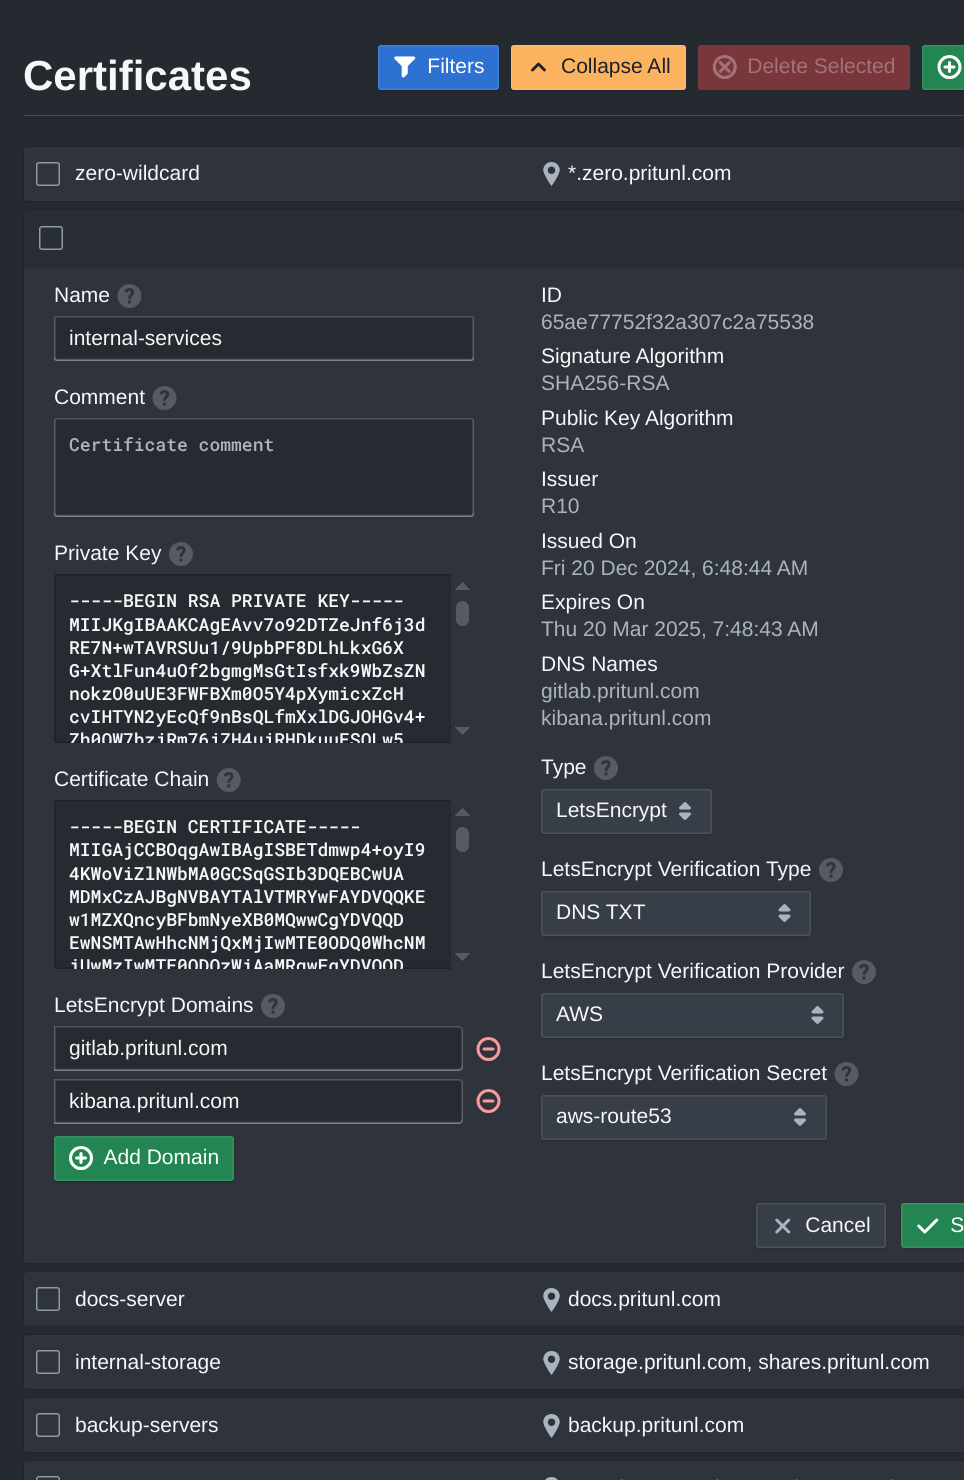 Certificates
Filters
Collapse All
Delete Selected
zero-wildcard
*.zero.pritunl.com
Name
internal-services
Comment
Certificate comment
Private Key
-----BEGIN RSA PRIVATE KEY-----
MIIJKgIBAAKCAgEAvv7o92DTZeJnf6j3d
RE7N+wTAVRSUu1/9UpbPF8DLhLkxG6X
G+XtlFun4uOf2bgmgMsGtIsfxk9WbZsZN
nokzO0uUE3FWFBXm0O5Y4pXymicxZcH
cvIHTYN2yEcQf9nBsQLfmXxlDGJOHGv4+
Certificate Chain
-----BEGIN CERTIFICATE-----
MIIGAjCCBOqgAwIBAgISBETdmwp4+oyI9
4KWoViZlNWbMA0GCSqGSIb3DQEBCwUA
MDMxCzAJBgNVBAYTAlVTMRYwFAYDVQQKE
w1MZXQncyBFbmNyeXB0MQwwCgYDVQQD
EwNSMTAwHhcNMjQxMjIwMTE0ODQ0WhcNM
LetsEncrypt Domains
gitlab.pritunl.com
kibana.pritunl.com
Add Domain
ID
65ae77752f32a307c2a75538
Signature Algorithm
SHA256-RSA
Public Key Algorithm
RSA
Issuer
R10
Issued On
Fri 20 Dec 2024, 6:48:44 AM
Expires On
Thu 20 Mar 2025, 7:48:43 AM
DNS Names
gitlab.pritunl.com
kibana.pritunl.com
Type
LetsEncrypt
LetsEncrypt Verification Type
DNS TXT
LetsEncrypt Verification Provider
AWS
LetsEncrypt Verification Secret
aws-route53
Cancel
S
docs-server
docs.pritunl.com
internal-storage
storage.pritunl.com, shares.pritunl.com
backup-servers
backup.pritunl.com